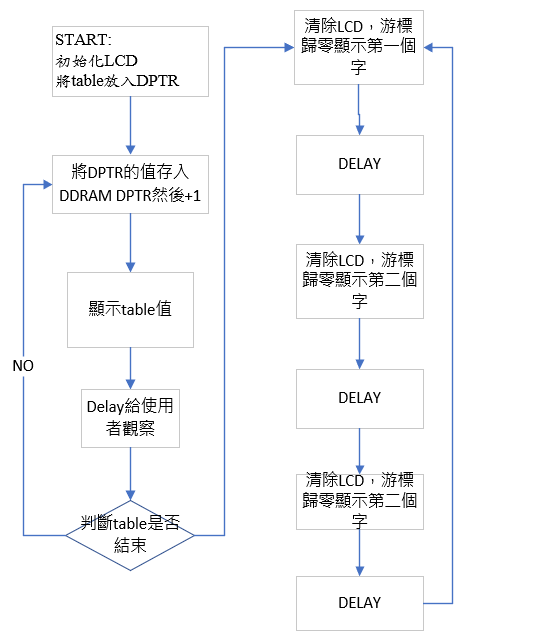 START:
初始化LCD
將table放入DPTR
將DPTR的值存入
DDRAM DPTR然後+1
顯示table值
NO
Delay給使用
者觀察
判斷table是否
結束
清除LCD，游標
歸零顯示第一個
字
DELAY
清除LCD，游標
歸零顯示第二個
字
DELAY
清除LCD，游標
歸零顯示第二個
字
DELAY